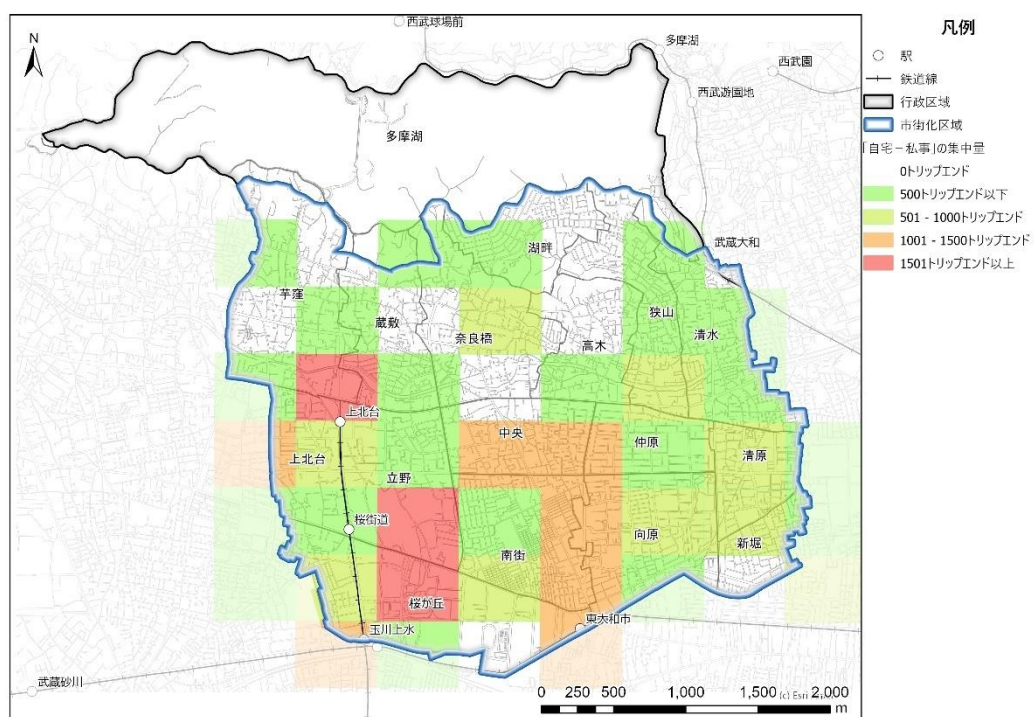 凡例
駅
鉄道線
行政区域
市街化区域
「自宅－私事」の集中量
0トリップエンド
500トリップエンド以下
501 - 1000トリップエンド
1001 - 1500トリップエンド
1501トリップエンド以上
N
西武球場前
多摩湖
西武園
西武遊園地
多摩湖
武蔵大和
湖畔
芋窪
蔵敷
奈良橋
高木
狭山
清水
上北台
中央
仲原
清原
上北台
立野
桜街道
南街
向原
新堀
桜が丘
玉川上水
東大和市
武蔵砂川
0 250 500 1,000 1,500 2,000
(c) Esri
m